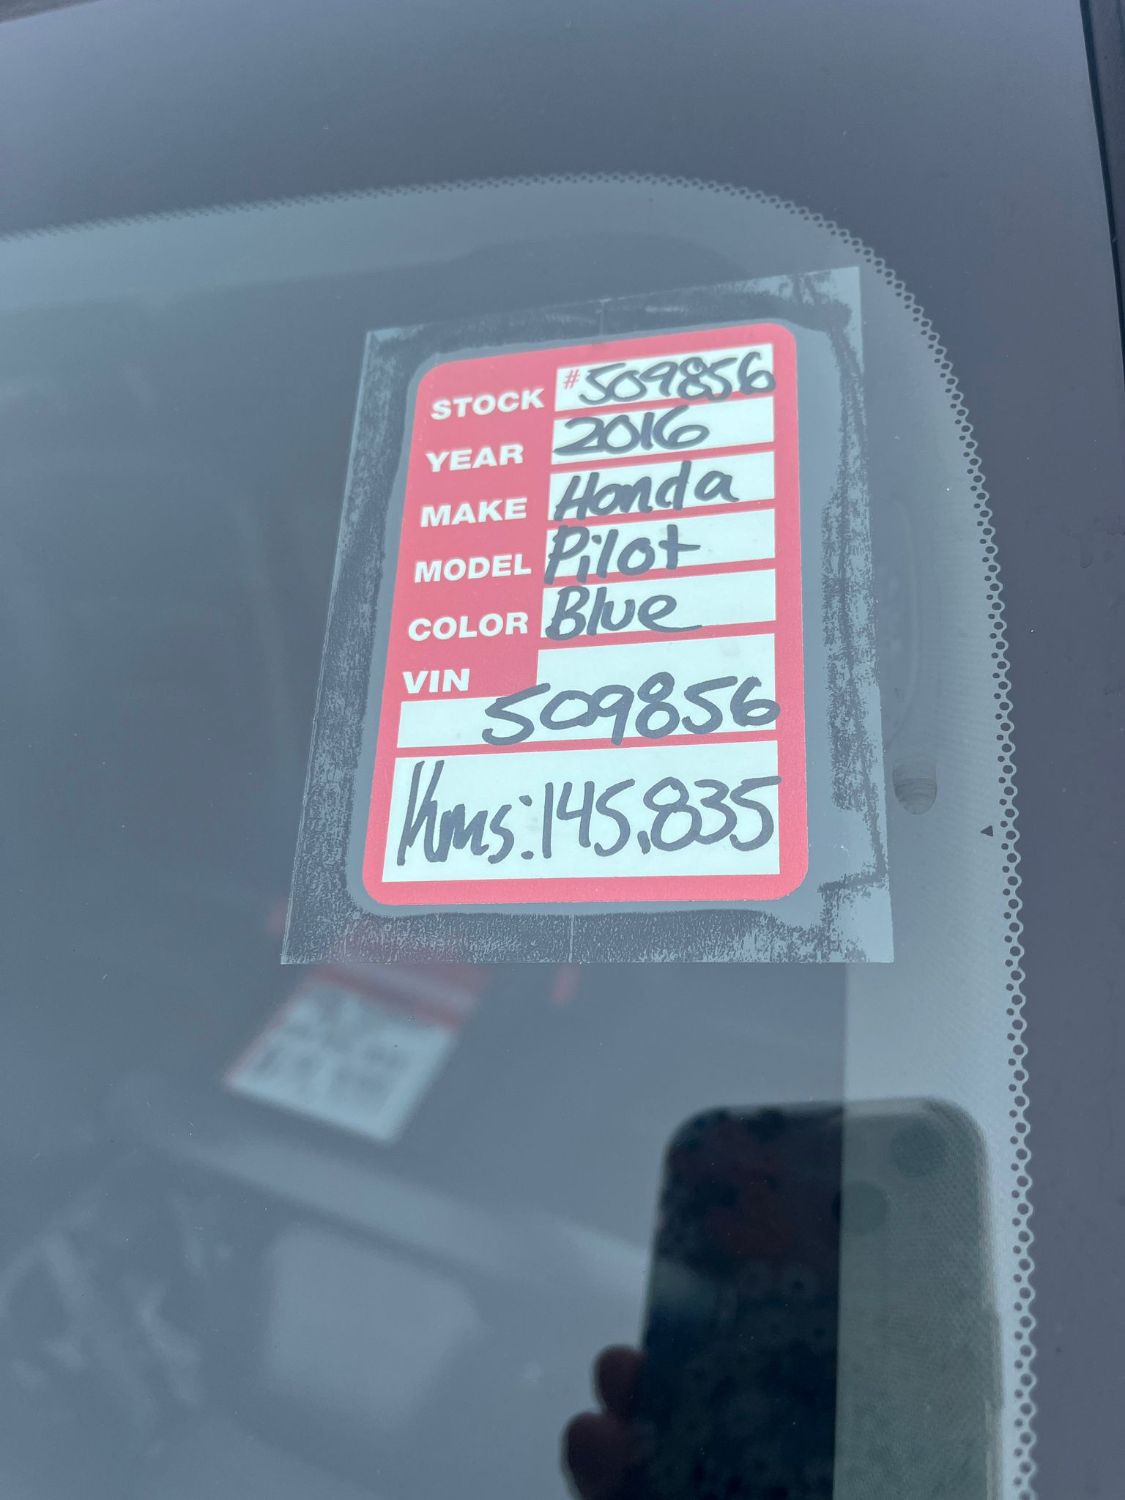 STOCK #509856
YEAR 2016
MAKE Honda
MODEL Pilot
COLOR Blue
VIN
509856
Kms: 145,835